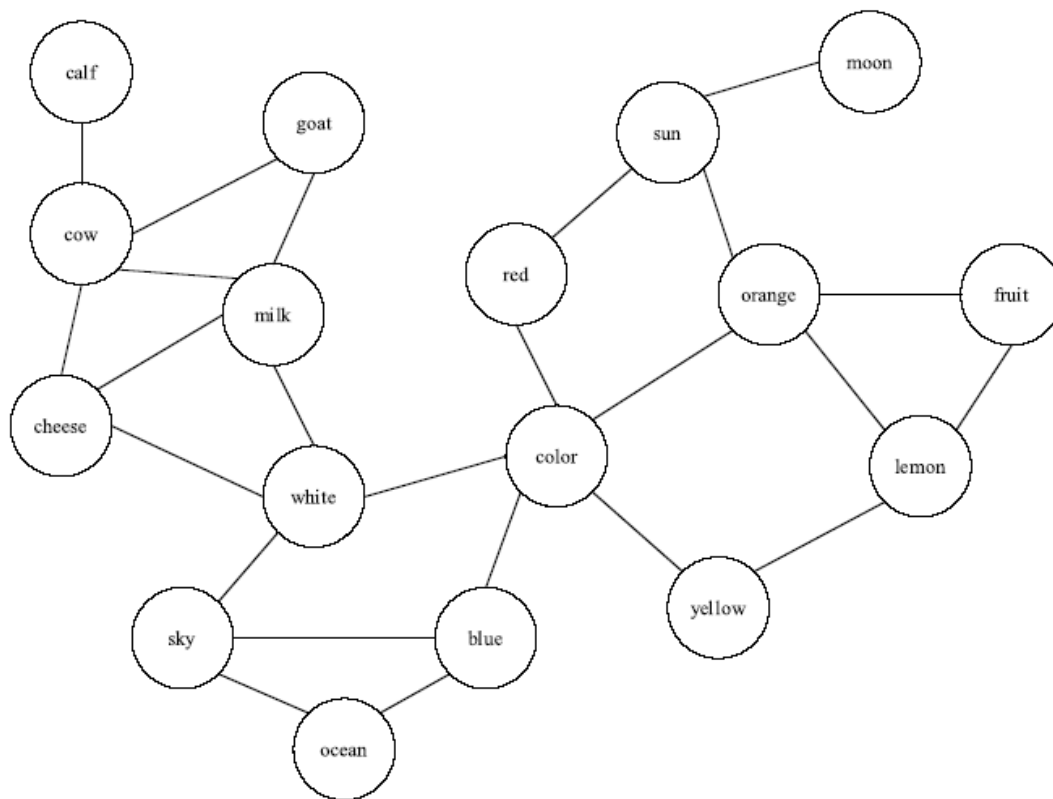 calf
moon
goat
sun
cow
red
orange
fruit
milk
cheese
color
lemon
white
yellow
sky
blue
ocean